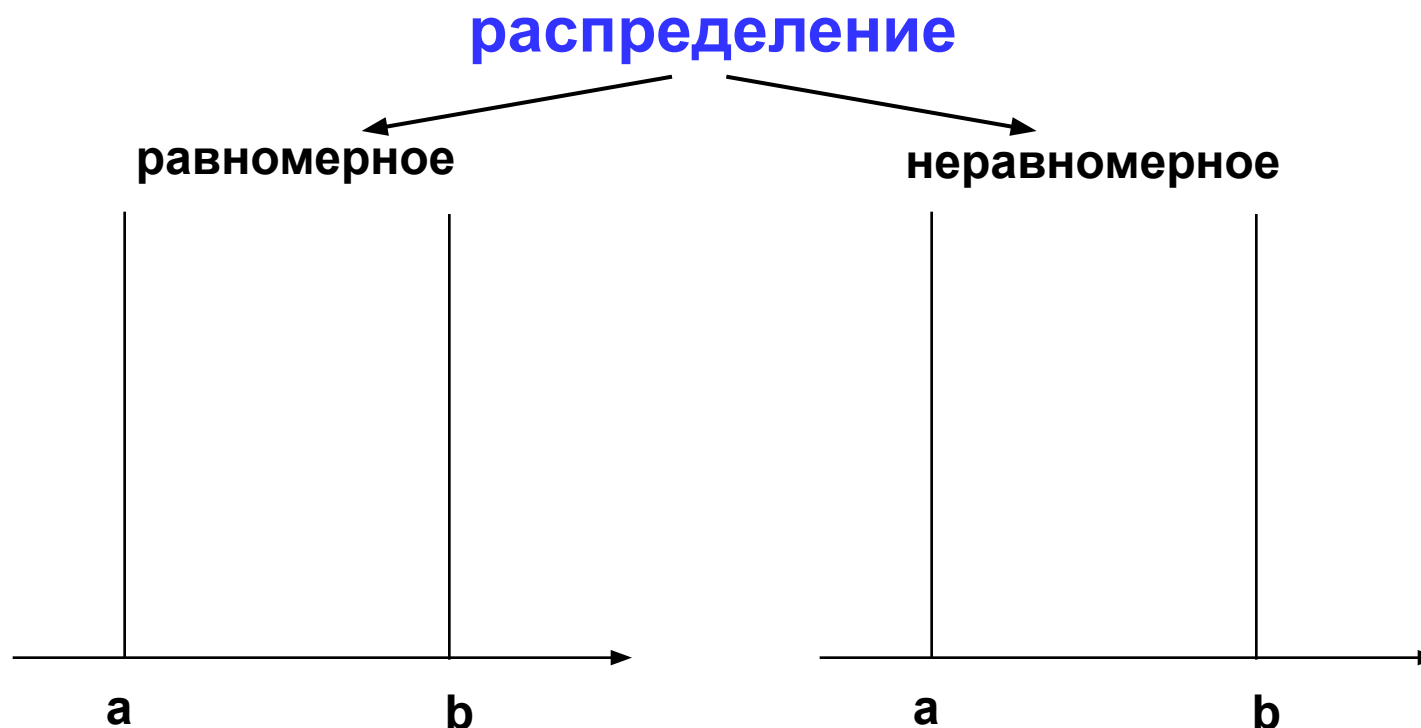 распределение
равномерное неравномерное
a b a b